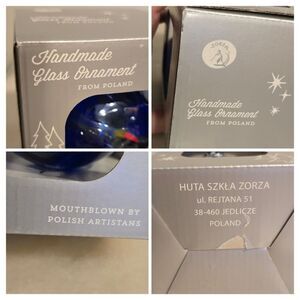 Handmade
Glass Ornament
FROM POLAND
ZORZA
Handmade
Glass Ornament
FROM POLAND
MOUTHBLOWN BY
POLISH ARTISTANS
HUTA SZKŁA ZORZA
ul. REJTANA 51
38-460 JEDLICZE
POLAND